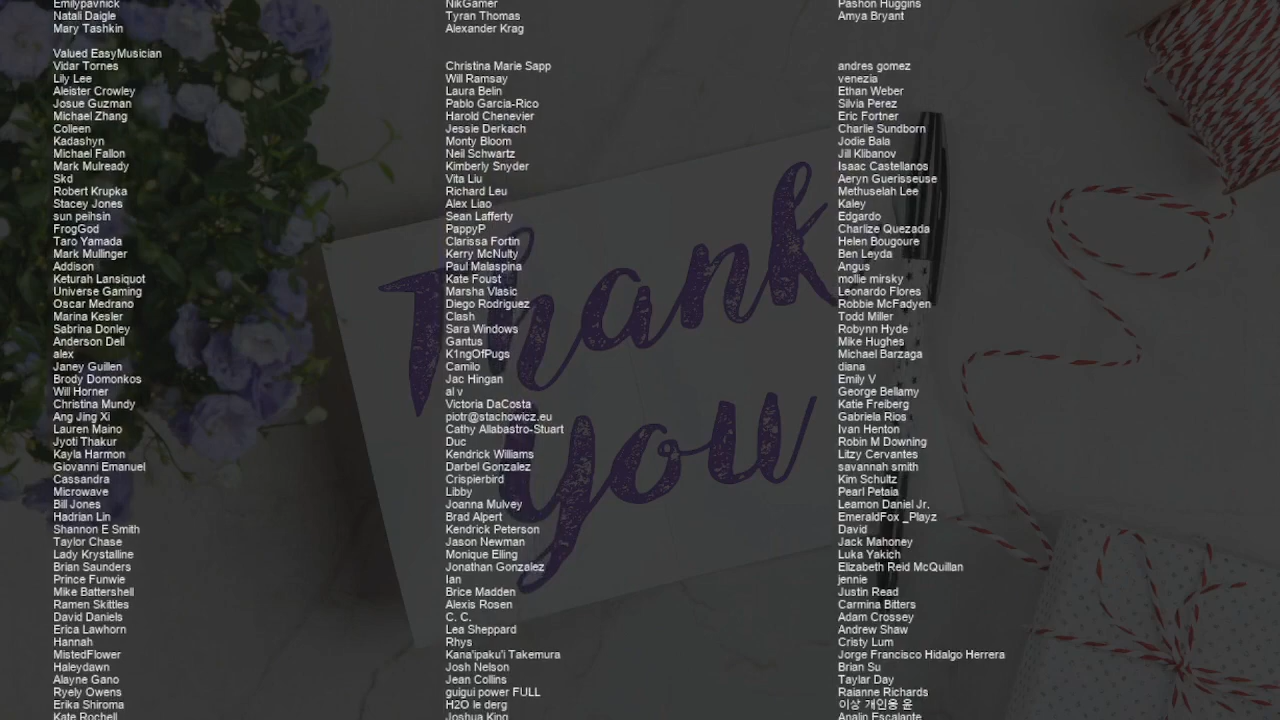 Emilypavnick
Natali Daigle
Mary Tashkin
NikGamer
Tyran Thomas
Alexander Krag
Pashon Huggins
Amya Bryant
Valued EasyMusician
Vidar Tornes
Lily Lee
Aleister Crowley
Josue Guzman
Michael Zhang
Colleen
Kadashyn
Michael Fallon
Mark Mulready
Skd
Robert Krupka
Stacey Jones
sun peihsin
FrogGod
Taro Yamada
Mark Mullinger
Addison
Keturah Lansiquot
Universe Gaming
Oscar Medrano
Marina Kesler
Sabrina Donley
Anderson Dell
alex
Janey Guillen
Brody Domonkos
Will Horner
Christina Mundy
Ang Jing Xi
Lauren Maino
Jyoti Thakur
Kayla Harmon
Giovanni Emanuel
Cassandra
Microwave
Bill Jones
Hadrian Lin
Shannon E Smith
Taylor Chase
Lady Krystalline
Brian Saunders
Prince Funwie
Mike Battershell
Ramen Skittles
David Daniels
Erica Lawhorn
Hannah
MistedFlower
Haleydawn
Alayne Gano
Ryely Owens
Erika Shiroma
Kate Rochell
Christina Marie Sapp
Will Ramsay
Laura Belin
Pablo Garcia-Rico
Harold Chenevier
Jessie Derkach
Monty Bloom
Neil Schwartz
Kimberly Snyder
Vita Liu
Richard Leu
Alex Liao
Sean Lafferty
PappyP
Clarissa Fortin
Kerry McNulty
Paul Malaspina
Kate Foust
Marsha Vlasic
Diego Rodriguez
Clash
Sara Windows
Gantus
K1ngOfPugs
Camilo
Jac Hingan
al v
Victoria DaCosta
piotr@stachowicz.eu
Cathy Allabastro-Stuart
Duc
Kendrick Williams
Darbel Gonzalez
Crispierbird
Libby
Joanna Mulvey
Brad Alpert
Kendrick Peterson
Jason Newman
Monique Elling
Jonathan Gonzalez
Ian
Brice Madden
Alexis Rosen
C. C.
Lea Sheppard
Rhys
Kana'ipaku'i Takemura
Josh Nelson
Jean Collins
guigui power FULL
H2O le derg
Joshua King
andres gomez
venezia
Ethan Weber
Silvia Perez
Eric Fortner
Charlie Sundborn
Jodie Bala
Jill Klibanov
Isaac Castellanos
Aeryn Guerisseuse
Methuselah Lee
Kaley
Edgardo
Charlize Quezada
Helen Bougoure
Ben Leyda
Angus
mollie mirsky
Leonardo Flores
Robbie McFadyen
Todd Miller
Robynn Hyde
Mike Hughes
Michael Barzaga
diana
Emily V
George Bellamy
Katie Freiberg
Gabriela Rios
Ivan Henton
Robin M Downing
Litzy Cervantes
savannah smith
Kim Schultz
Pearl Petaia
Leamon Daniel Jr.
EmeraldFox _Playz
David
Jack Mahoney
Luka Yakich
Elizabeth Reid McQuillan
jennie
Justin Read
Carmina Bitters
Adam Crossey
Andrew Shaw
Cristy Lum
Jorge Francisco Hidalgo Herrera
Brian Su
Taylar Day
Raianne Richards
이상 개인용 윤
Analin Escalante
Thank
you